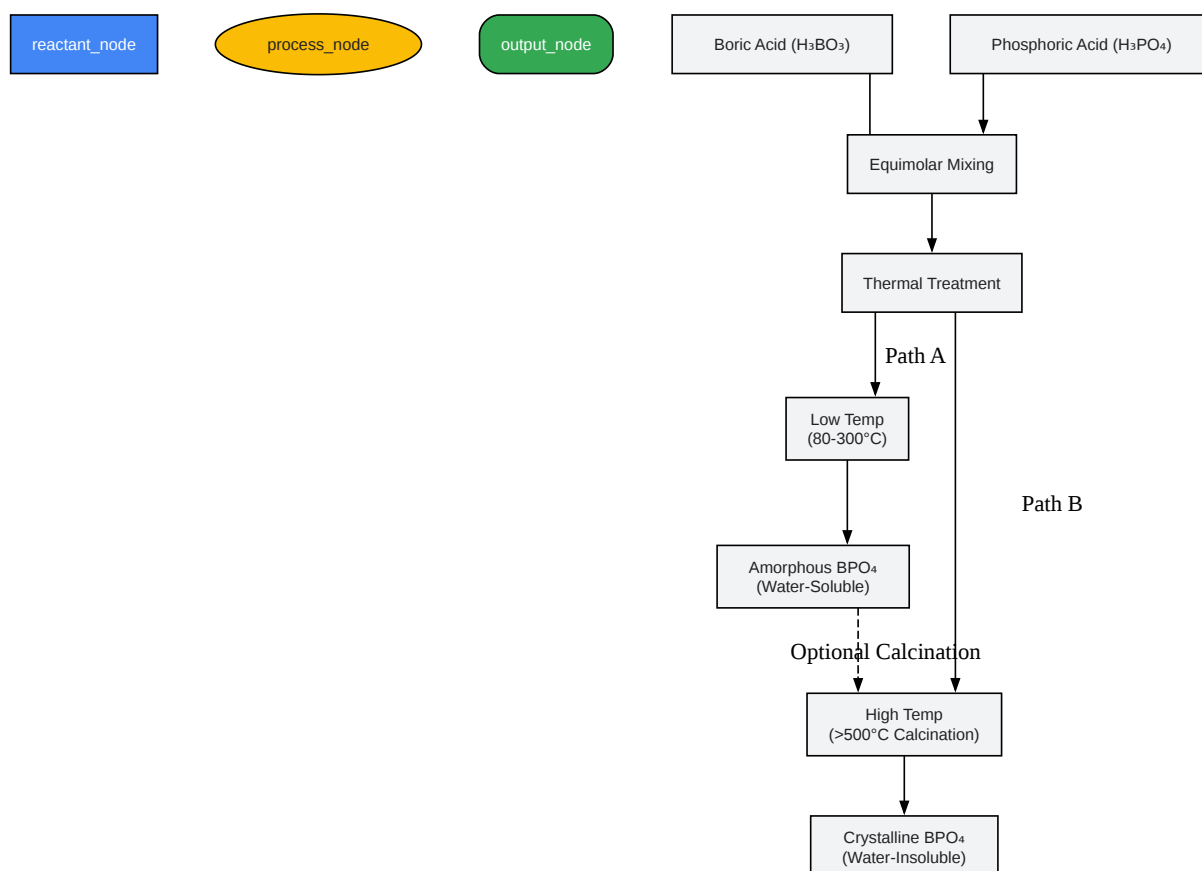 reactant_node
process_node
output_node
Boric Acid (H₃BO₃)
Phosphoric Acid (H₃PO₄)
Equimolar Mixing
Thermal Treatment
Path A
Low Temp
(80-300°C)
Path B
Amorphous BPO₄
(Water-Soluble)
Optional Calcination
High Temp
(>500°C Calcination)
Crystalline BPO₄
(Water-Insoluble)